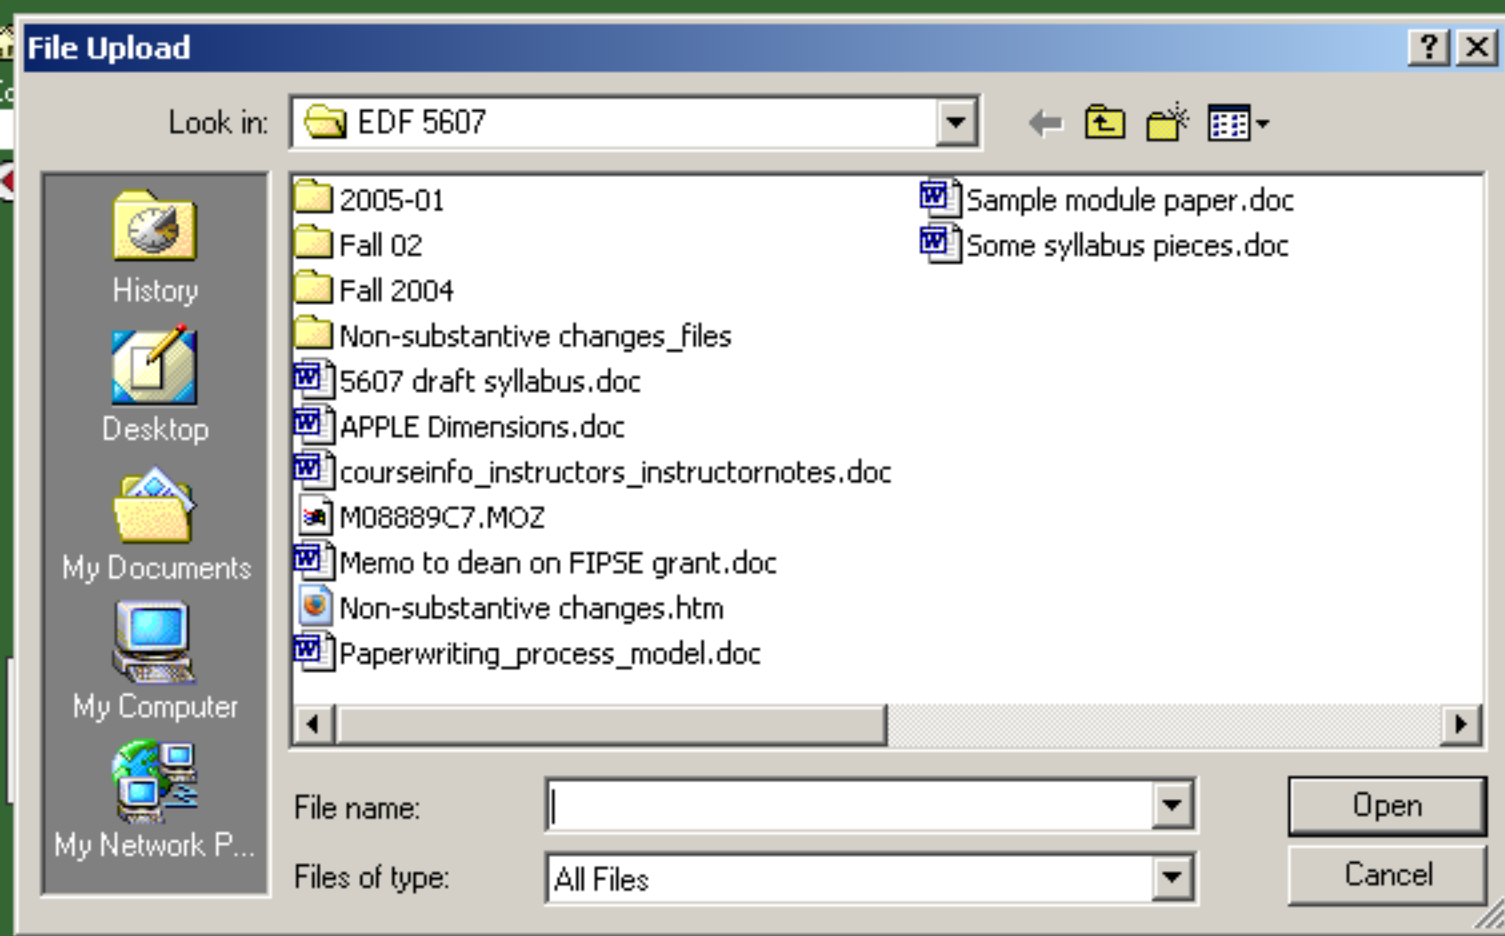 File Upload
Look in: EDF 5607
History
Desktop
My Documents
My Computer
My Network P...
2005-01
Fall 02
Fall 2004
Non-substantive changes_files
5607 draft syllabus.doc
APPLE Dimensions.doc
courseinfo_instructors_instructornotes.doc
M08889C7.MOZ
Memo to dean on FIPSE grant.doc
Non-substantive changes.htm
Paperwriting_process_model.doc
Sample module paper.doc
Some syllabus pieces.doc
File name:
Open
Files of type: All Files
Cancel